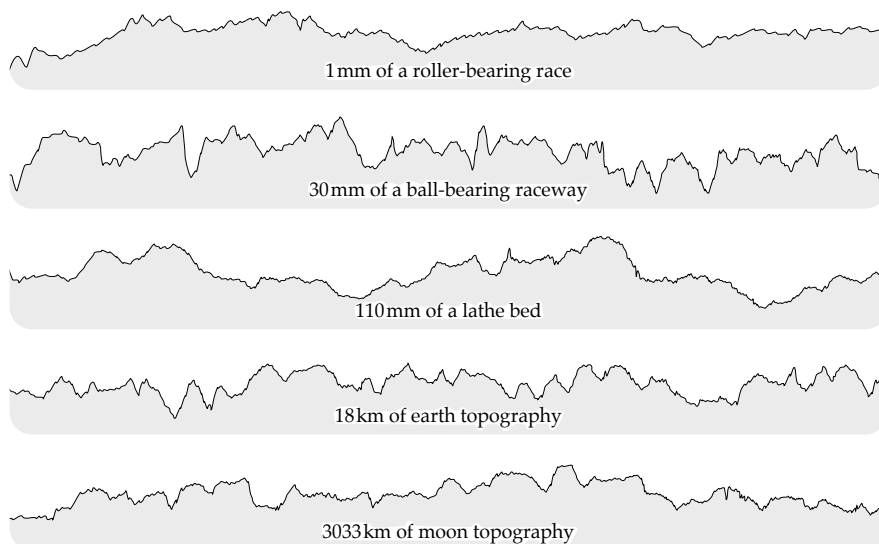 1 mm of a roller-bearing race
30 mm of a ball-bearing raceway
110 mm of a lathe bed
18 km of earth topography
3033 km of moon topography